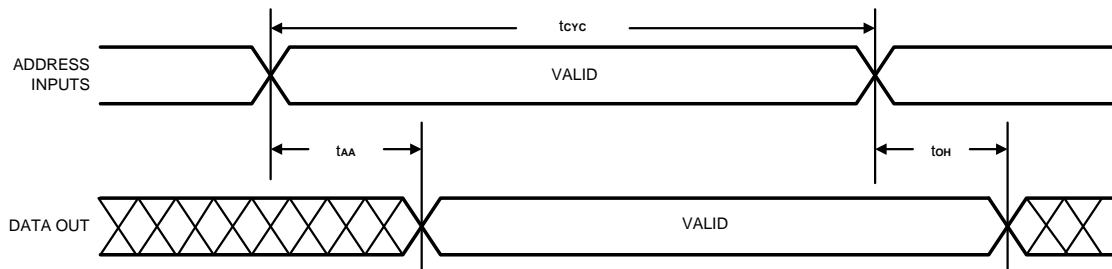 tCYC
ADDRESS
INPUTS
VALID
tAA
tOH
DATA OUT
VALID